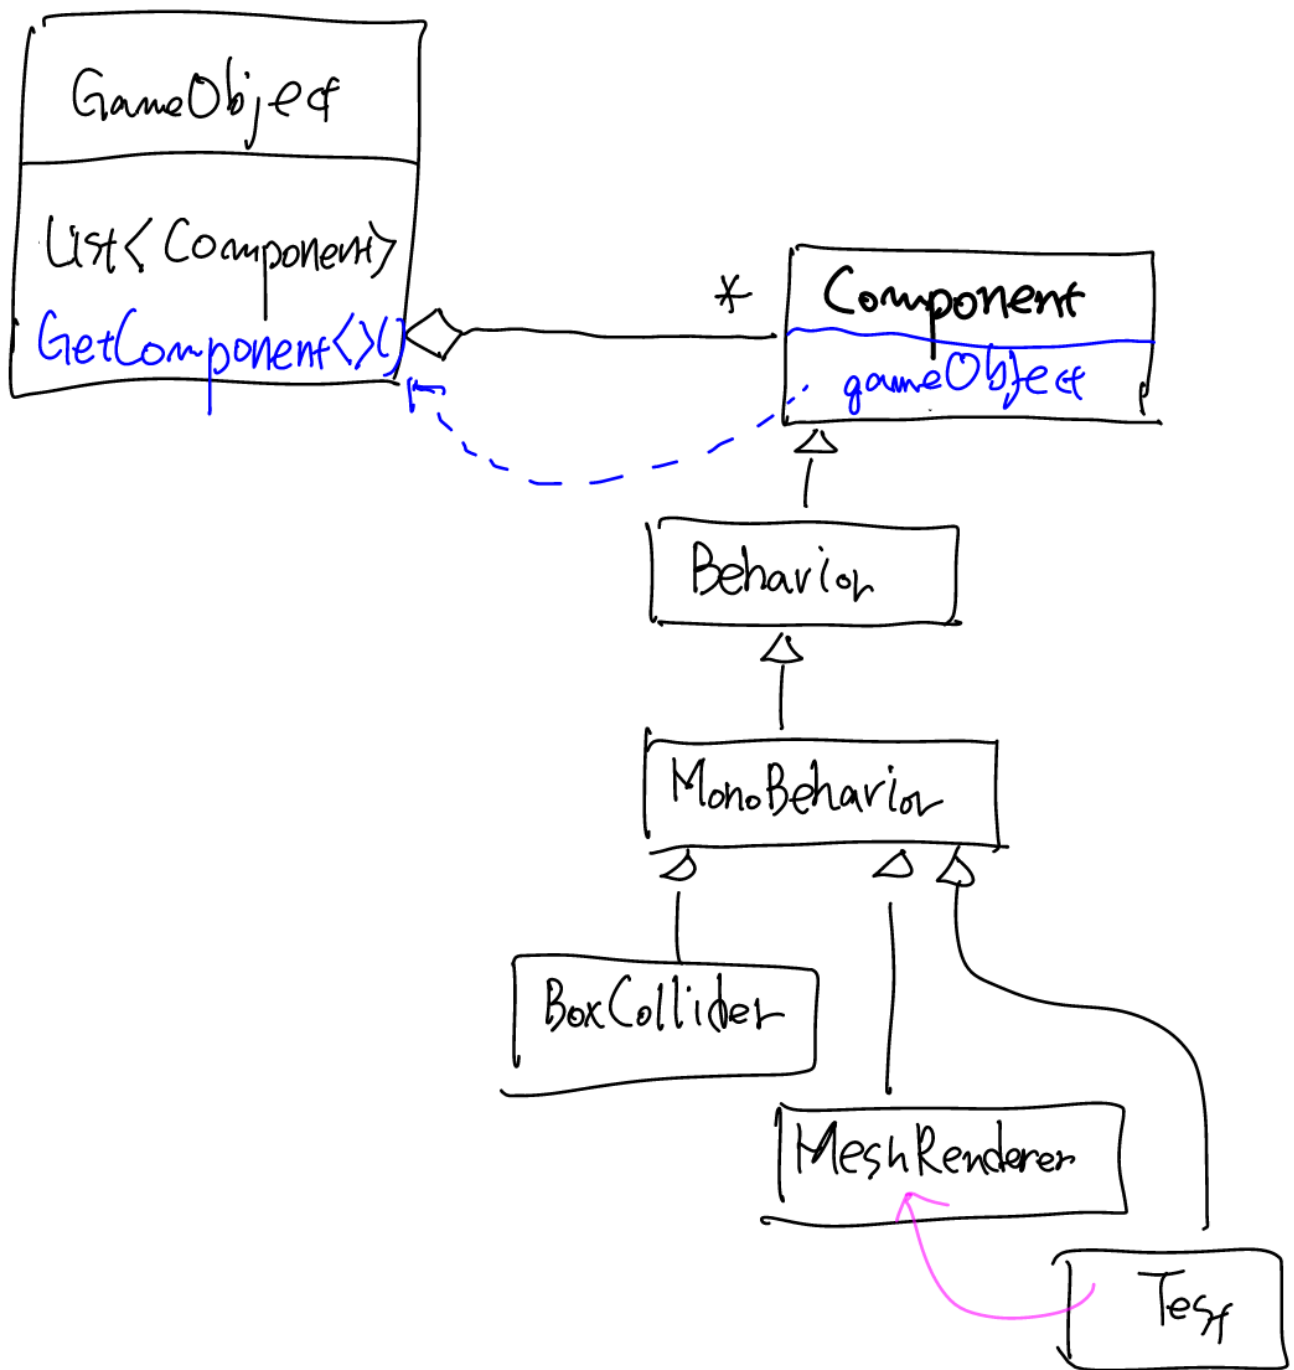 GameObject
List<Component>
GetComponent<>()
*
Component
gameObject
Behavior
MonoBehavior
BoxCollider
MeshRenderer
Test